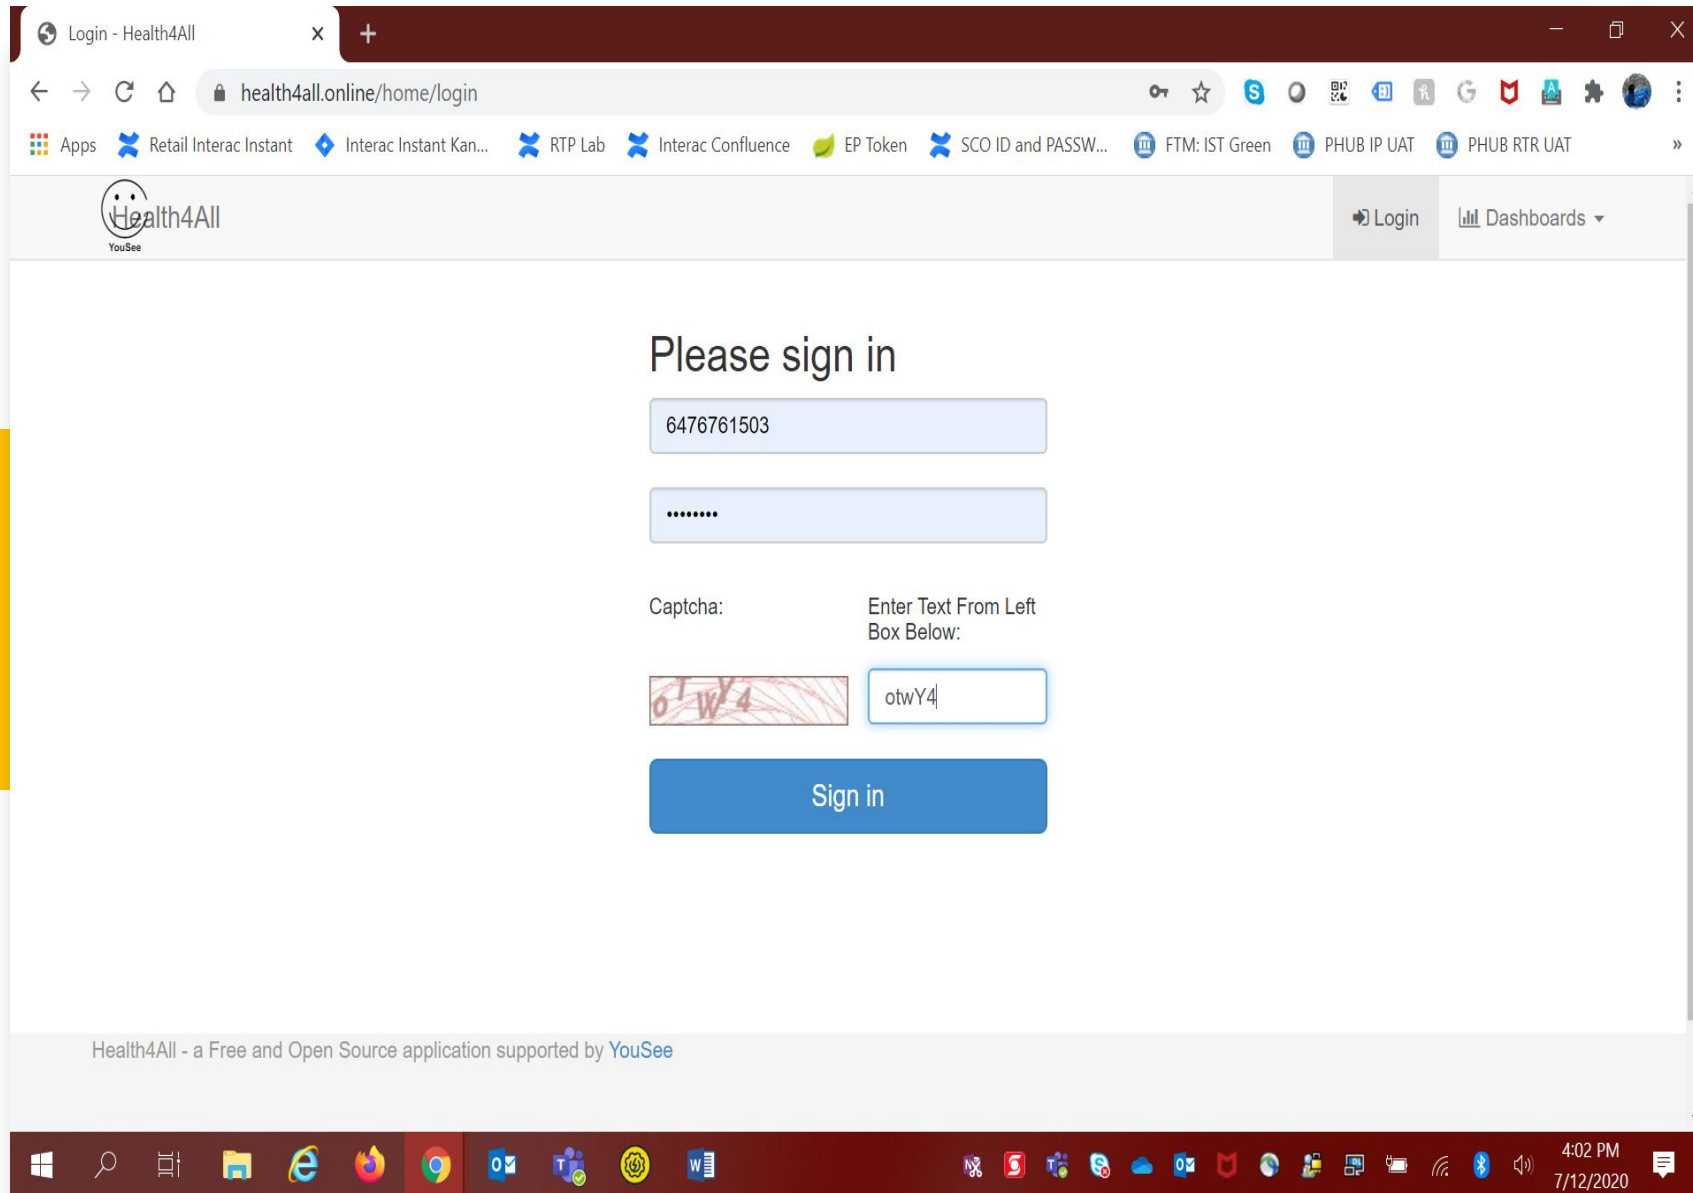 Login - Health4All
health4all.online/home/login
Apps Retail Interac Instant Interac Instant Kan... RTP Lab Interac Confluence EP Token SCO ID and PASSW... FTM: IST Green PHUB IP UAT PHUB RTR UAT »
Health4All
YouSee
Login Dashboards
Please sign in
6476761503
••••••••
Captcha: Enter Text From Left
Box Below:
oTwY4 otwY4
Sign in
Health4All - a Free and Open Source application supported by YouSee
4:02 PM
7/12/2020